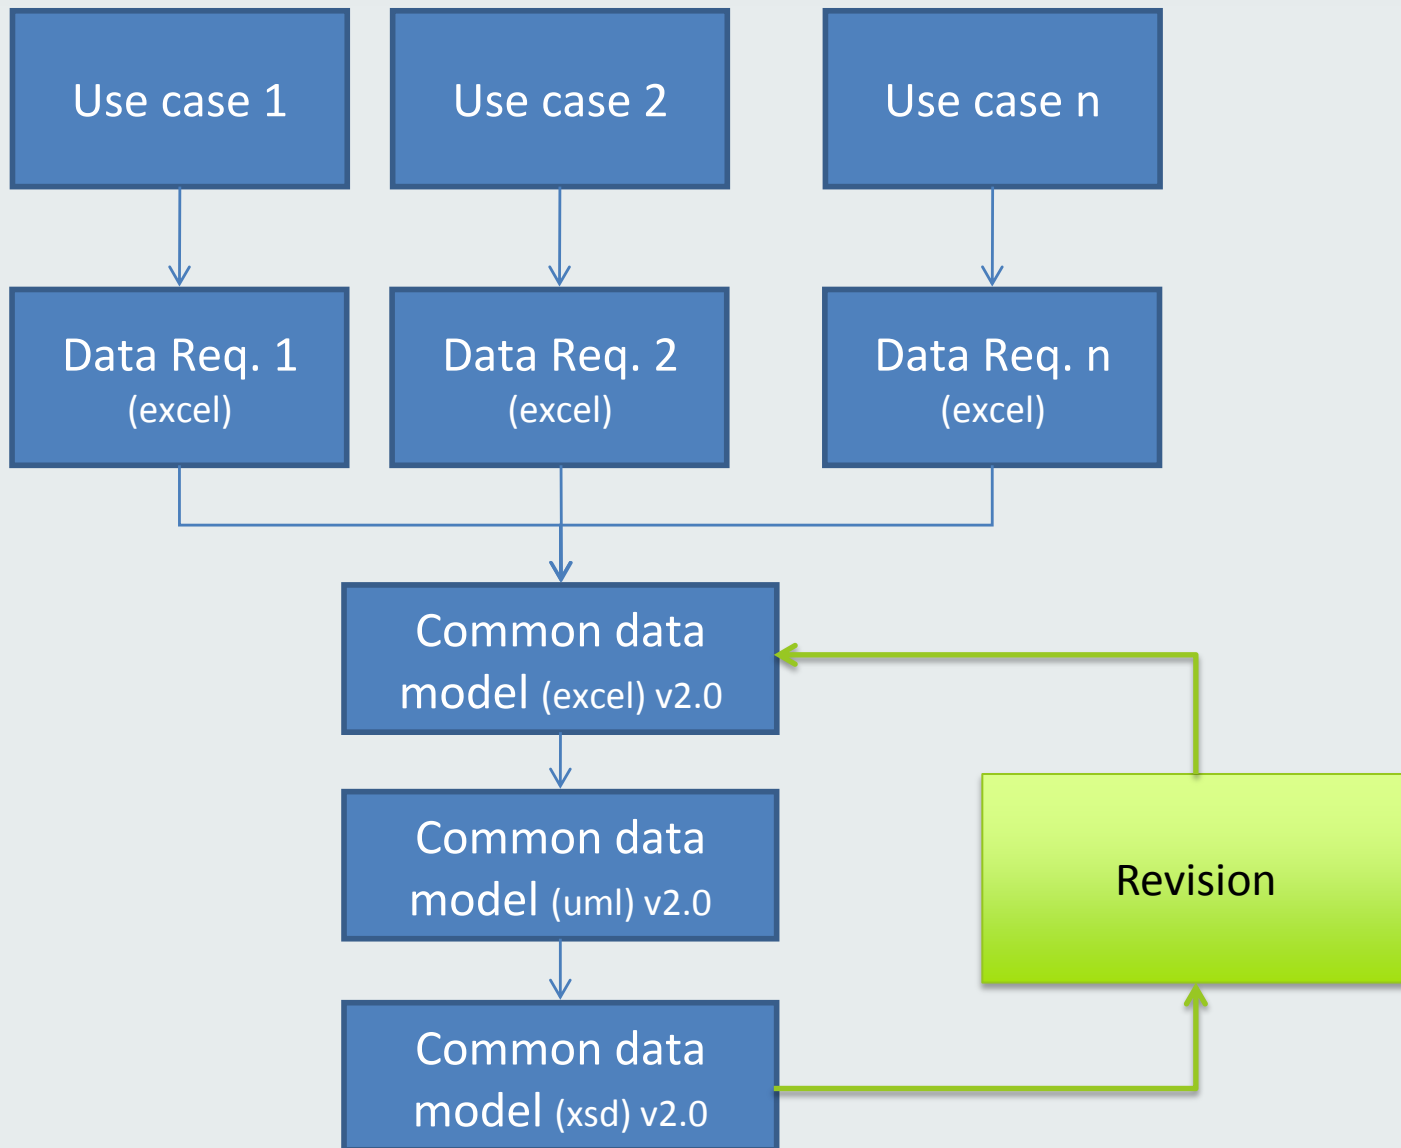 Use case 1
Use case 2
Use case n
Data Req. 1
(excel)
Data Req. 2
(excel)
Data Req. n
(excel)
Common data
model (excel) v2.0
Common data
model (uml) v2.0
Revision
Common data
model (xsd) v2.0